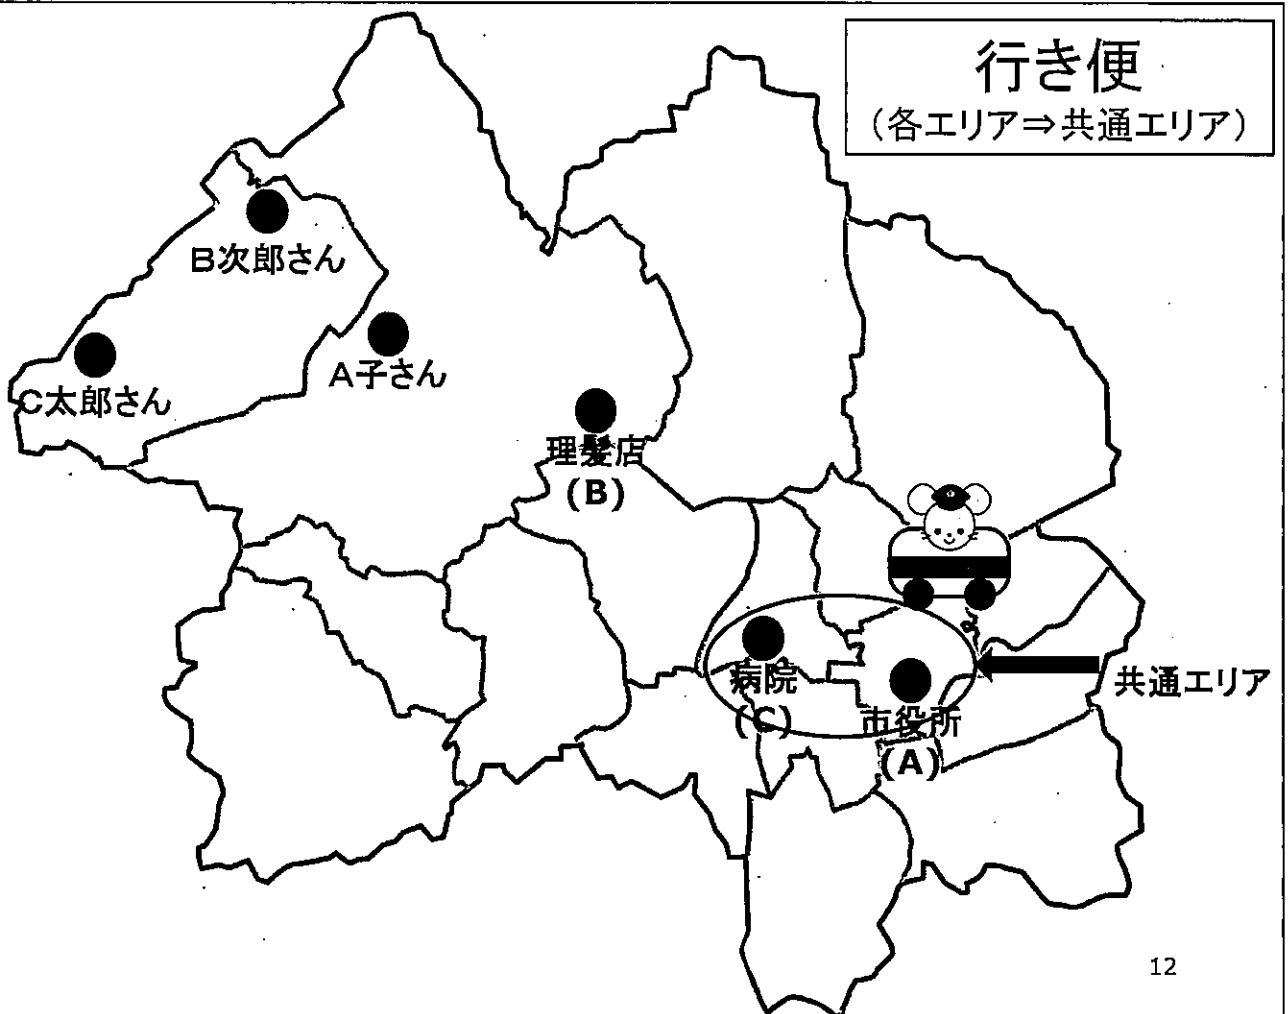 行き便
(各エリア⇒共通エリア)
B次郎さん
A子さん
C太郎さん
理髪店
(B)
病院
(C)
市役所
(A)
共通エリア
12